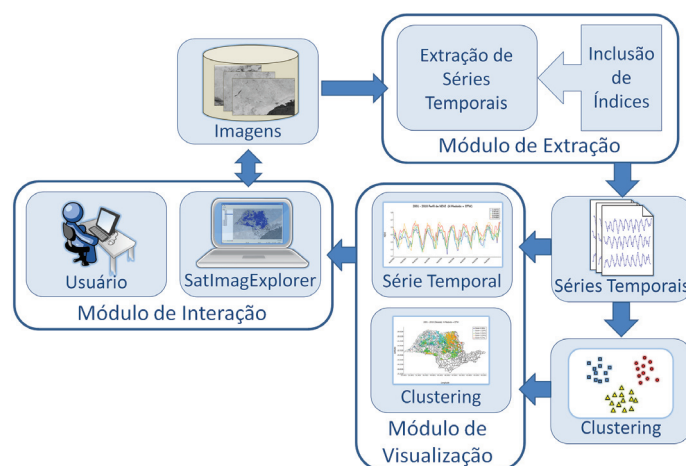 Imagens
Extração de
Séries
Temporais
Inclusão
de
Índices
Módulo de Extração
Usuário
SatImagExplorer
Módulo de Interação
Série Temporal
Clustering
Módulo de
Visualização
Séries Temporais
Clustering